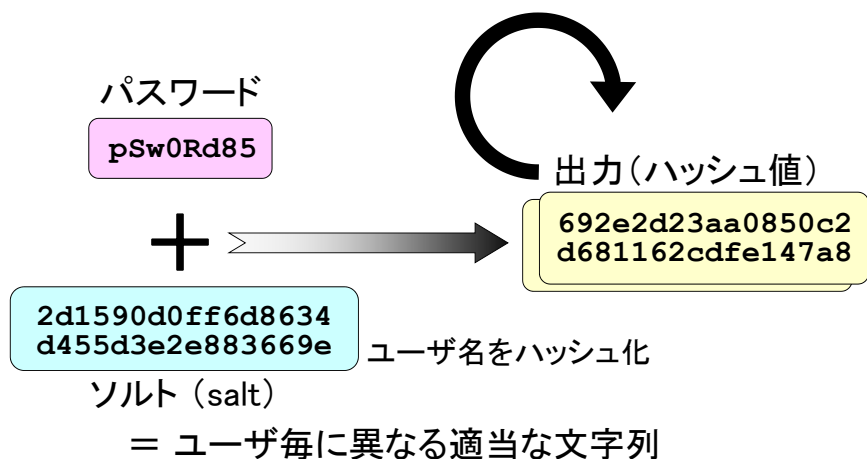 パスワード
pSw0Rd85
出力(ハッシュ値)
692e2d23aa0850c2
d681162cdfe147a8
+
2d1590d0ff6d8634
d455d3e2e883669e
ユーザ名をハッシュ化
ソルト (salt)
= ユーザ毎に異なる適当な文字列